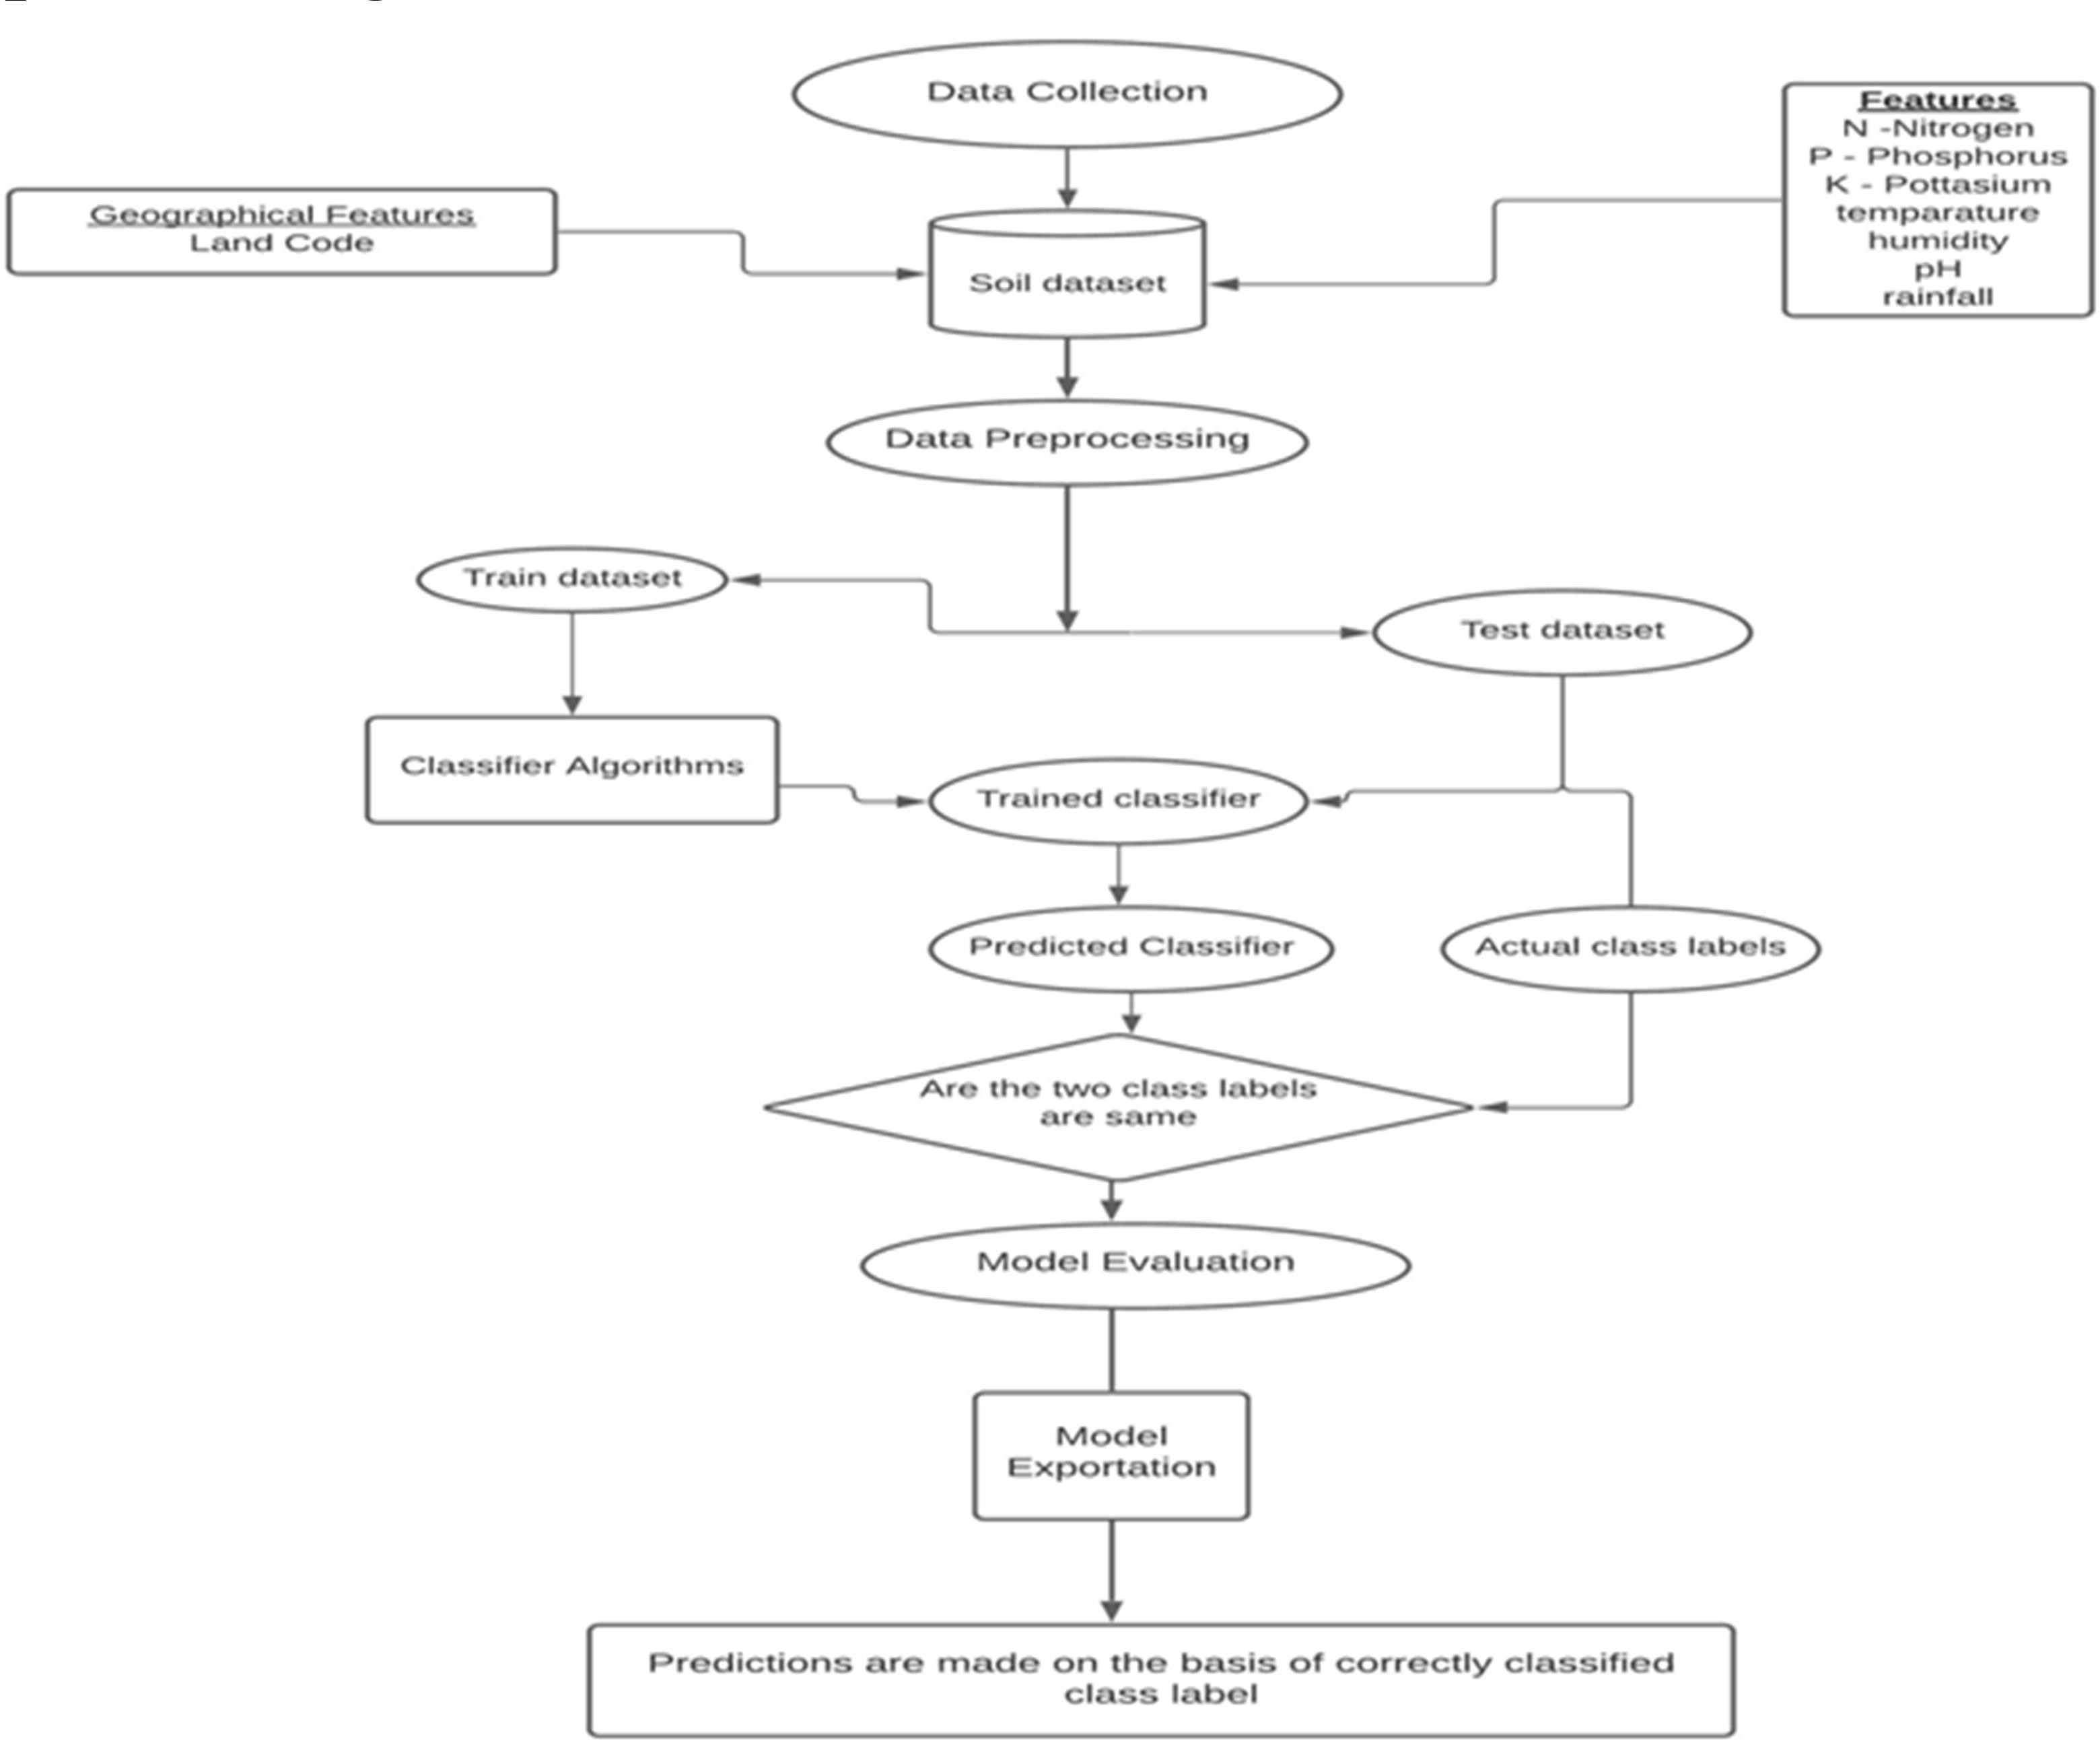 Data Collection
Features
N -Nitrogen
P - Phosphorus
K - Pottasium
temparature
humidity
pH
rainfall
Geographical Features
Land Code
Soil dataset
Data Preprocessing
Train dataset
Test dataset
Classifier Algorithms
Trained classifier
Predicted Classifier
Actual class labels
Are the two class labels
are same
Model Evaluation
Model
Exportation
Predictions are made on the basis of correctly classified
class label